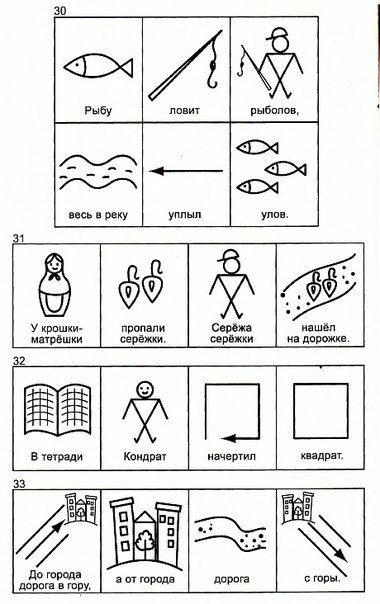 30
Рыбу
ловит
рыболов,
весь в реку
уплыл
улов.
31
У крошки-
матрёшки
пропали
серёжки.
Серёжа
серёжки
нашёл
на дорожке.
32
В тетради
Кондрат
начертил
квадрат.
33
До города
дорога в гору,
а от города
дорога
с горы.